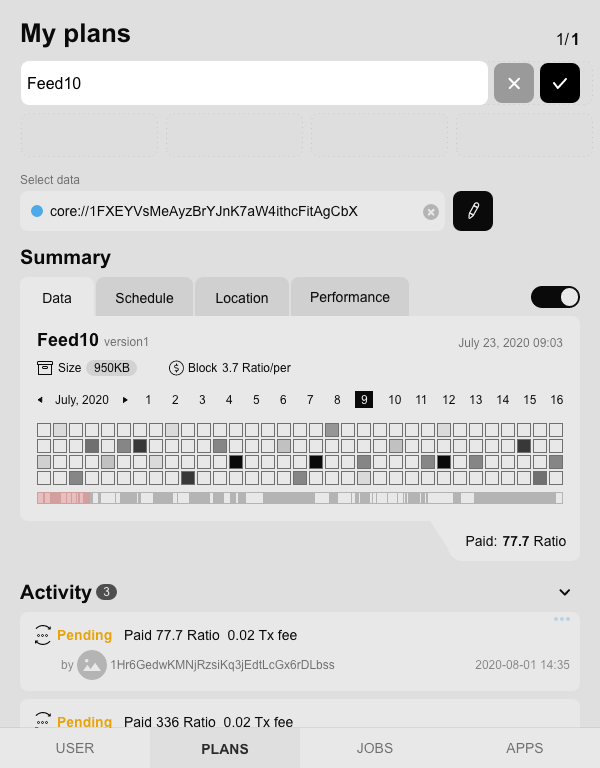 My plans
1/1
Feed10
Select data
core://1FXEYVsMeAyzBrYJnK7aW4ithcFitAgCbX
Summary
Data Schedule Location Performance
Feed10 version1 July 23, 2020 09:03
Size 950KB $ Block 3.7 Ratio/per
July, 2020 1 2 3 4 5 6 7 8 9 10 11 12 13 14 15 16
Paid: 77.7 Ratio
Activity 3
Pending Paid 77.7 Ratio 0.02 Tx fee
by 1Hr6GedwKMNjRzsiKq3jEdtLcGx6rDLbss 2020-08-01 14:35
Pending Paid 336 Ratio 0.02 Tx fee
USER PLANS JOBS APPS